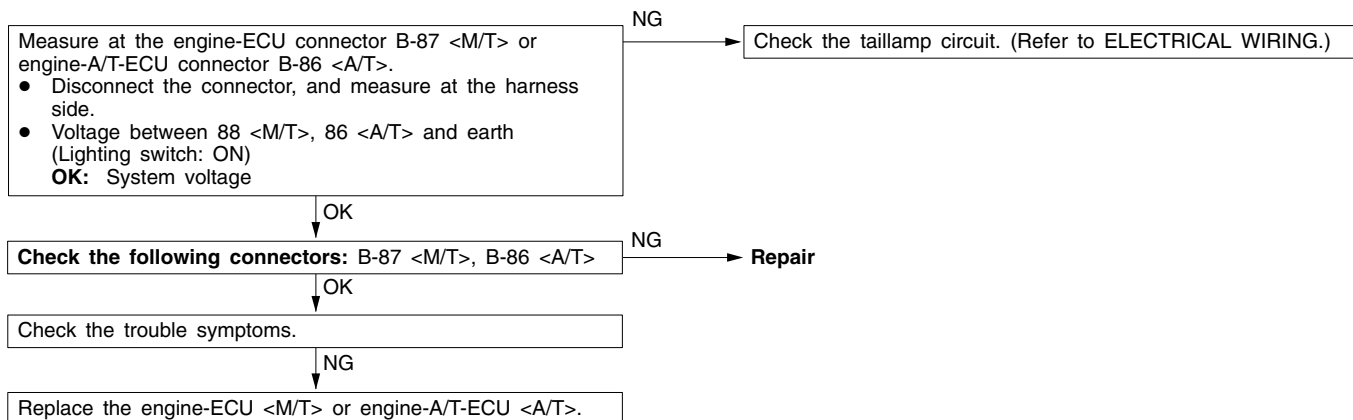 NG
Measure at the engine-ECU connector B-87 <M/T> or
engine-A/T-ECU connector B-86 <A/T>.
● Disconnect the connector, and measure at the harness
side.
● Voltage between 88 <M/T>, 86 <A/T> and earth
(Lighting switch: ON)
OK: System voltage
Check the taillamp circuit. (Refer to ELECTRICAL WIRING.)
OK
Check the following connectors: B-87 <M/T>, B-86 <A/T>
NG
Repair
OK
Check the trouble symptoms.
NG
Replace the engine-ECU <M/T> or engine-A/T-ECU <A/T>.